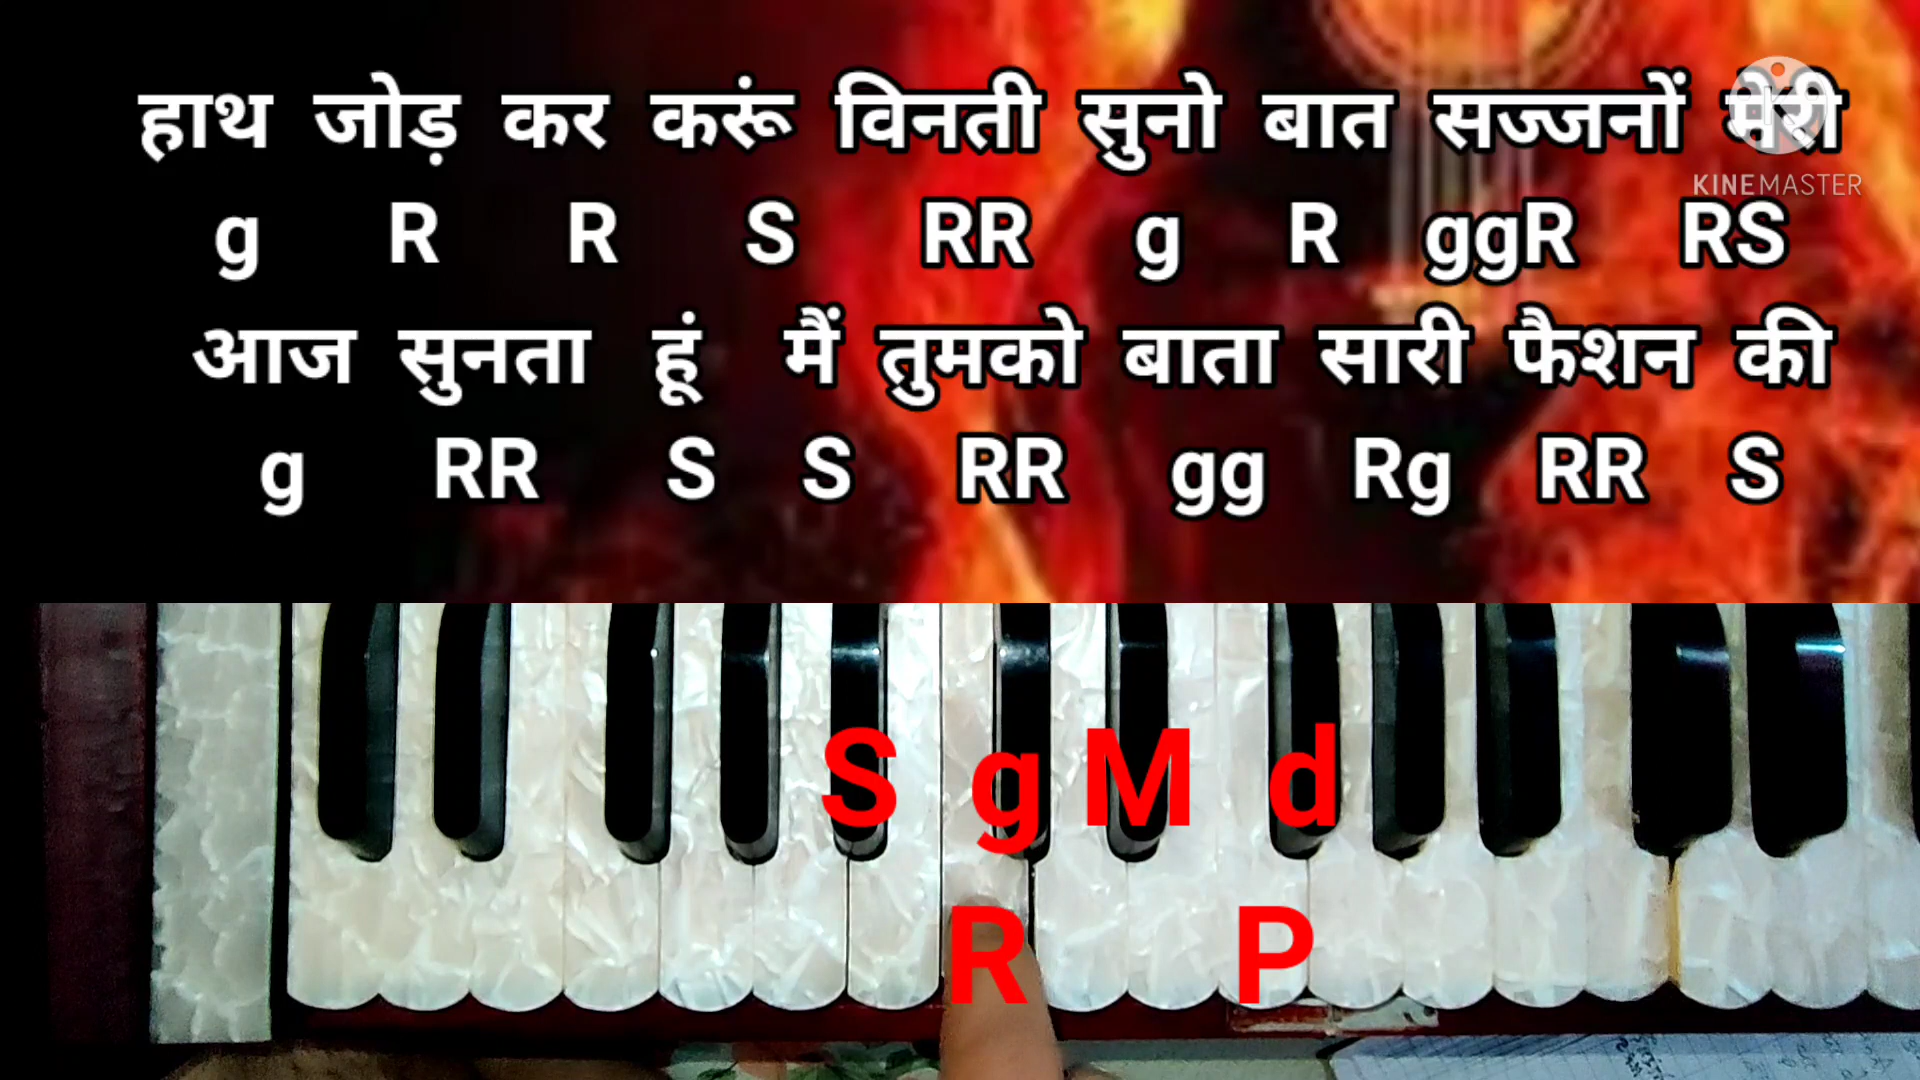 हाथ जोड़ कर करूं विनती सुनो बात सज्जनों मेरी
KINEMASTER
g R R S RR g R ggR RS
आज सुनता हूं मैं तुमको बाता सारी फैशन की
g RR S S RR gg Rg RR S
S g M d
R P